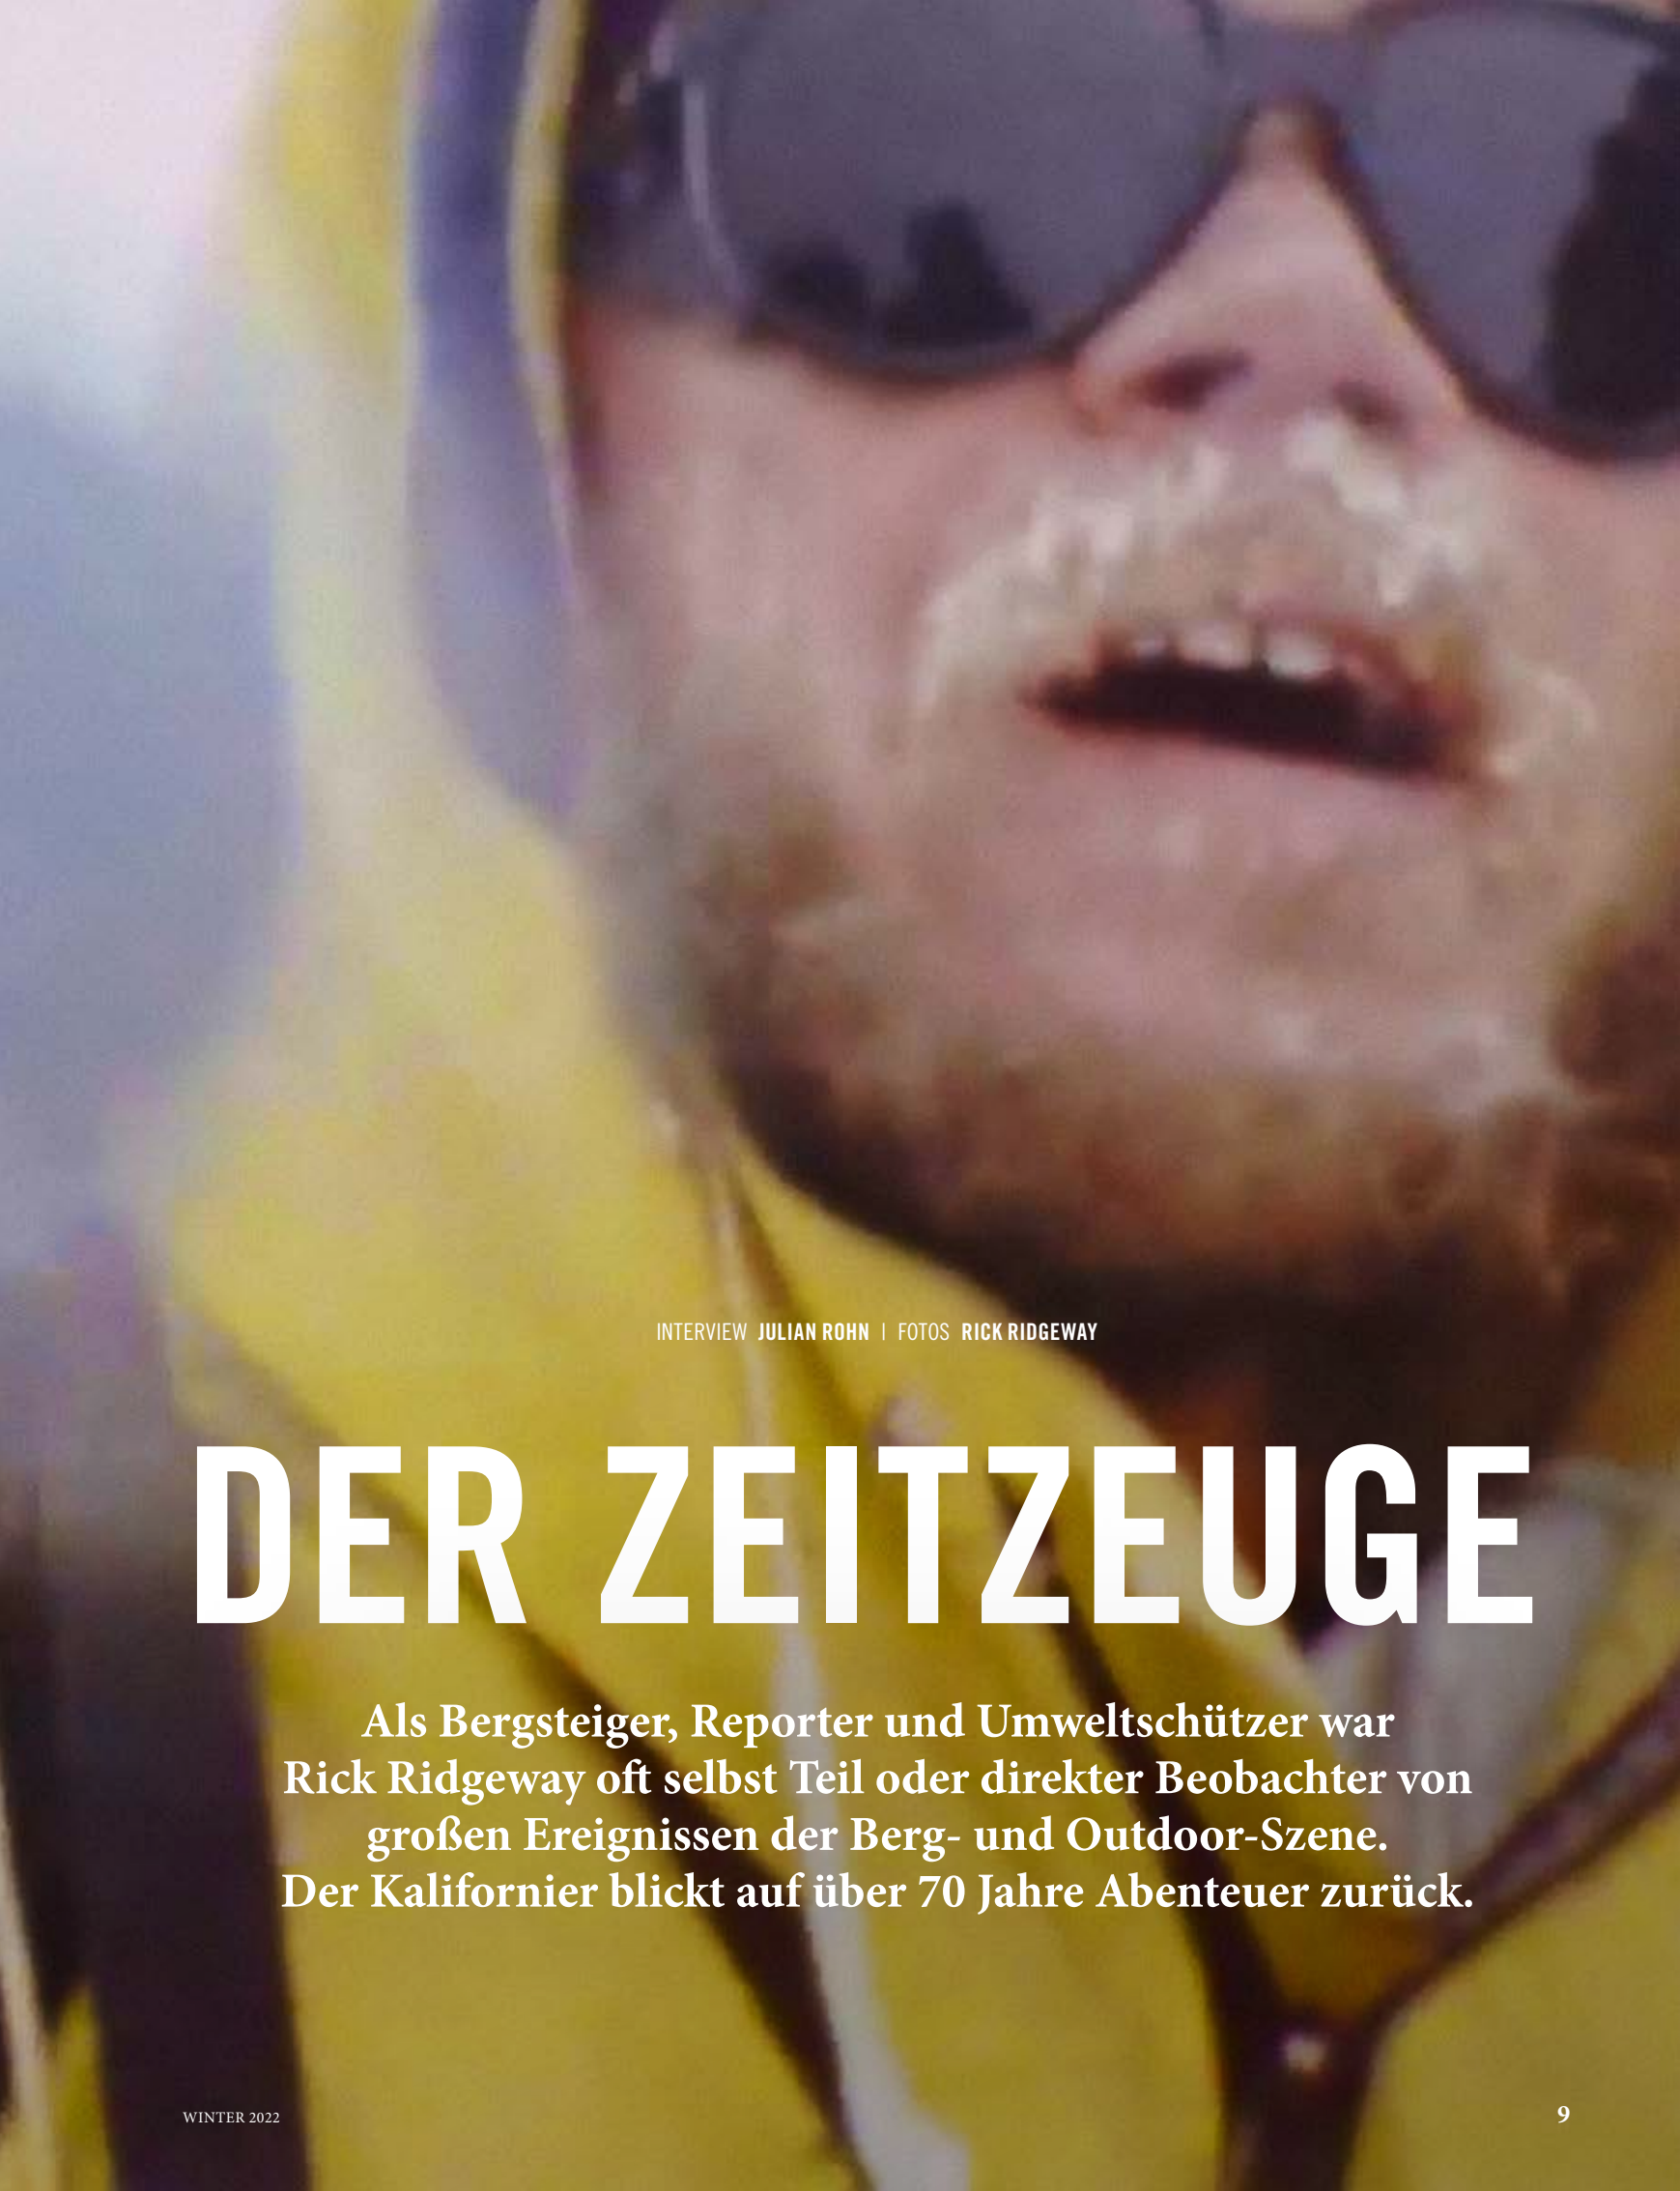 INTERVIEW JULIAN ROHN | FOTOS RICK RIDGEWAY
DER ZEITZEUGE
Als Bergsteiger, Reporter und Umweltschützer war
Rick Ridgeway oft selbst Teil oder direkter Beobachter von
großen Ereignissen der Berg- und Outdoor-Szene.
Der Kalifornier blickt auf über 70 Jahre Abenteuer zurück.
WINTER 2022
9